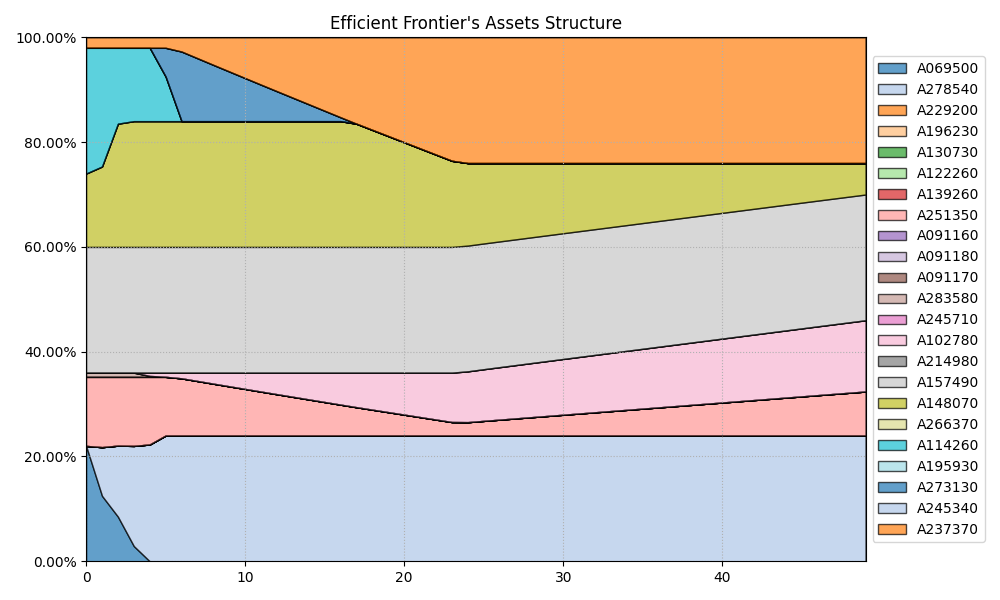 Efficient Frontier's Assets Structure
100.00%
80.00%
60.00%
40.00%
20.00%
0.00%
0
10
20
30
40
A069500
A278540
A229200
A196230
A130730
A122260
A139260
A251350
A091160
A091180
A091170
A283580
A245710
A102780
A214980
A157490
A148070
A266370
A114260
A195930
A273130
A245340
A237370